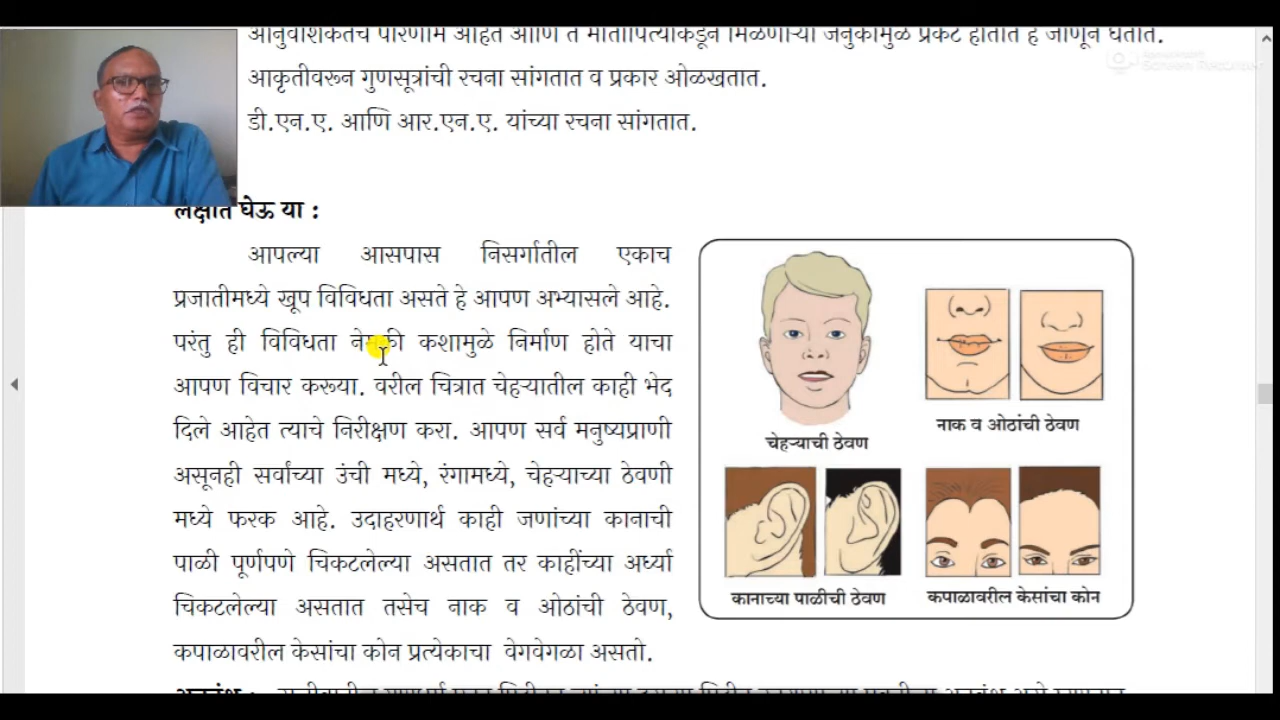 आनुवंशिकतेचे परिणाम आहेत आणि ते मातापित्याकडून मिळणाऱ्या जनुकांमुळे प्रकट होतात हे जाणून घेतात.
आकृतीवरून गुणसूत्रांची रचना सांगतात व प्रकार ओळखतात.
डी.एन.ए. आणि आर.एन.ए. यांच्या रचना सांगतात.
लक्षात घेऊ या :
आपल्या आसपास निसर्गातील एकाच
प्रजातीमध्ये खूप विविधता असते हे आपण अभ्यासले आहे.
परंतु ही विविधता नेमकी कशामुळे निर्माण होते याचा
आपण विचार करूया. वरील चित्रात चेहऱ्यातील काही भेद
दिले आहेत त्याचे निरीक्षण करा. आपण सर्व मनुष्यप्राणी
असूनही सर्वांच्या उंची मध्ये, रंगामध्ये, चेहऱ्याच्या ठेवणी
मध्ये फरक आहे. उदाहरणार्थ काही जणांच्या कानाची
पाळी पूर्णपणे चिकटलेल्या असतात तर काहींच्या अर्ध्या
चिकटलेल्या असतात तसेच नाक व ओठांची ठेवण,
कपाळावरील केसांचा कोन प्रत्येकाचा वेगवेगळा असतो.
चेहऱ्याची ठेवण
नाक व ओठांची ठेवण
कानाच्या पाळीची ठेवण
कपाळावरील केसांचा कोन
Screen Recorder